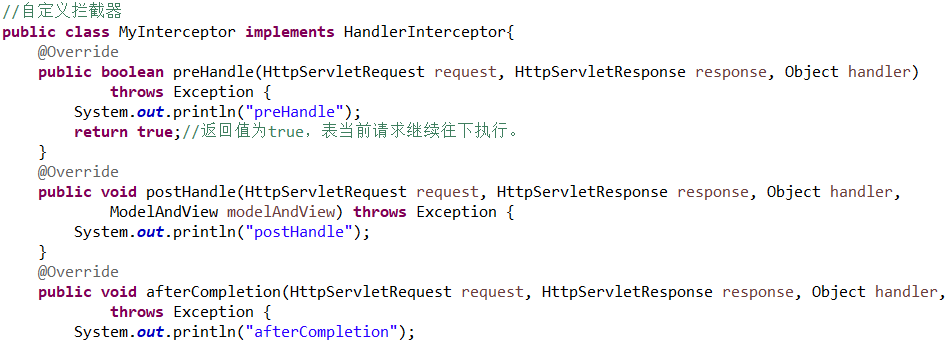 //自定义拦截器
public class MyInterceptor implements HandlerInterceptor{
    @Override
    public boolean preHandle(HttpServletRequest request, HttpServletResponse response, Object handler)
            throws Exception {
        System.out.println("preHandle");
        return true;//返回值为true，表当前请求继续往下执行。
    }
    @Override
    public void postHandle(HttpServletRequest request, HttpServletResponse response, Object handler,
            ModelAndView modelAndView) throws Exception {
        System.out.println("postHandle");
    }
    @Override
    public void afterCompletion(HttpServletRequest request, HttpServletResponse response, Object handler,
            throws Exception {
        System.out.println("afterCompletion");